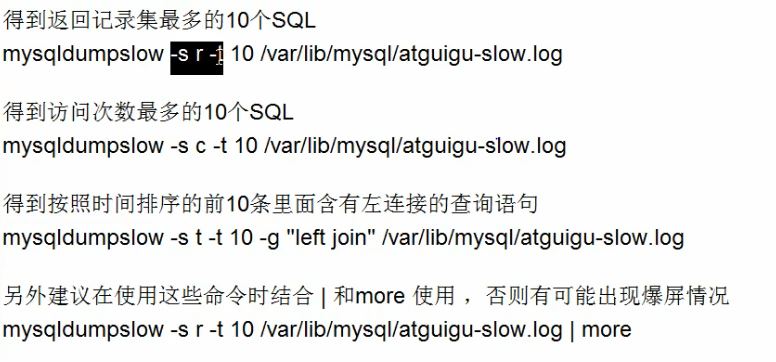 得到返回记录集最多的10个SQL
mysqldumpslow -s r -t 10 /var/lib/mysql/atguigu-slow.log
得到访问次数最多的10个SQL
mysqldumpslow -s c -t 10 /var/lib/mysql/atguigu-slow.log
得到按照时间排序的前10条里面含有左连接的查询语句
mysqldumpslow -s t -t 10 -g "left join" /var/lib/mysql/atguigu-slow.log
另外建议在使用这些命令时结合 | 和more 使用 ，否则有可能出现爆屏情况
mysqldumpslow -s r -t 10 /var/lib/mysql/atguigu-slow.log | more